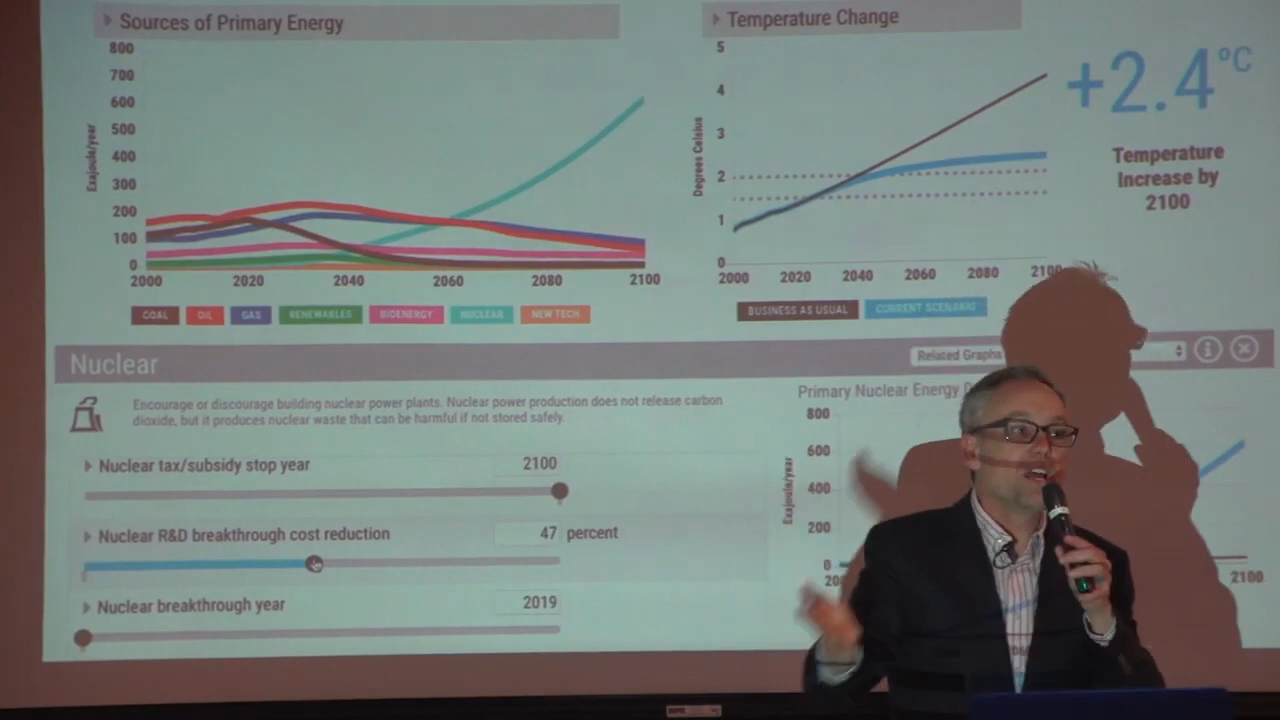 Sources of Primary Energy
800
700
600
500
400
300
200
100
0
Exajoule/year
2000 2020 2040 2060 2080 2100
COAL OIL GAS RENEWABLES BIOENERGY NUCLEAR NEW TECH
Temperature Change
5
4
3
2
1
0
Degrees Celsius
2000 2020 2040 2060 2080 2100
BUSINESS AS USUAL CURRENT SCENARIO
+2.4°C
Temperature
Increase by
2100
Nuclear
Related Graphs
Encourage or discourage building nuclear power plants. Nuclear power production does not release carbon
dioxide, but it produces nuclear waste that can be harmful if not stored safely.
Nuclear tax/subsidy stop year 2100
Nuclear R&D breakthrough cost reduction 47 percent
Nuclear breakthrough year 2019
Primary Nuclear Energy
800
600
400
200
0
Exajoule/year
2100